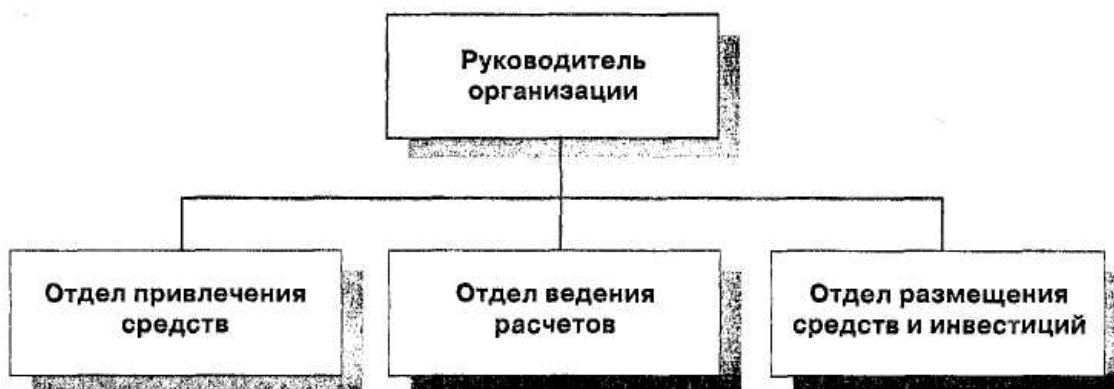 Руководитель
организации
Отдел привлечения
средств
Отдел ведения
расчетов
Отдел размещения
средств и инвестиций